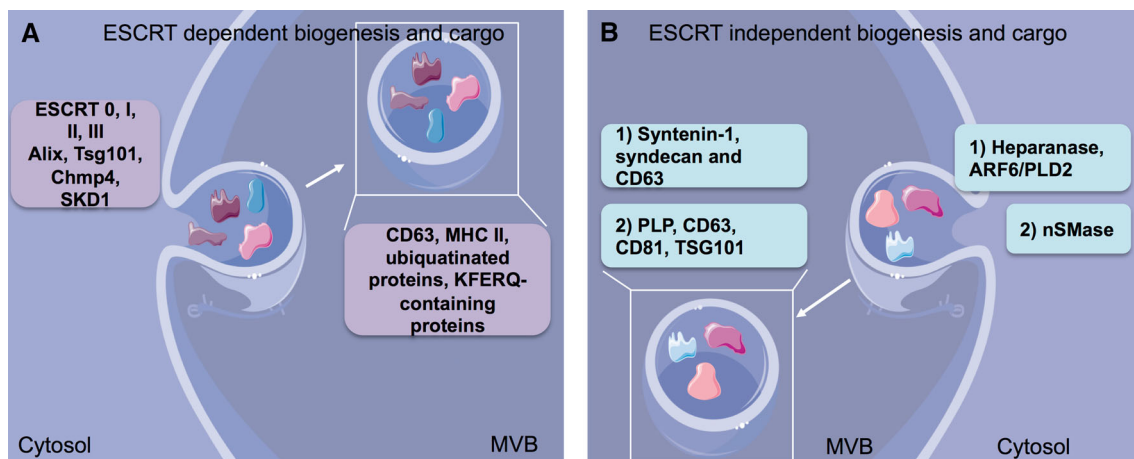 A
ESCRT dependent biogenesis and cargo
ESCRT 0, I,
II, III
Alix, Tsg101,
Chmp4,
SKD1
CD63, MHC II,
ubiquatinated
proteins, KFERQ-
containing
proteins
Cytosol
MVB
B
ESCRT independent biogenesis and cargo
1) Syntenin-1,
syndecan and
CD63
2) PLP, CD63,
CD81, TSG101
1) Heparanase,
ARF6/PLD2
2) nSMase
MVB
Cytosol